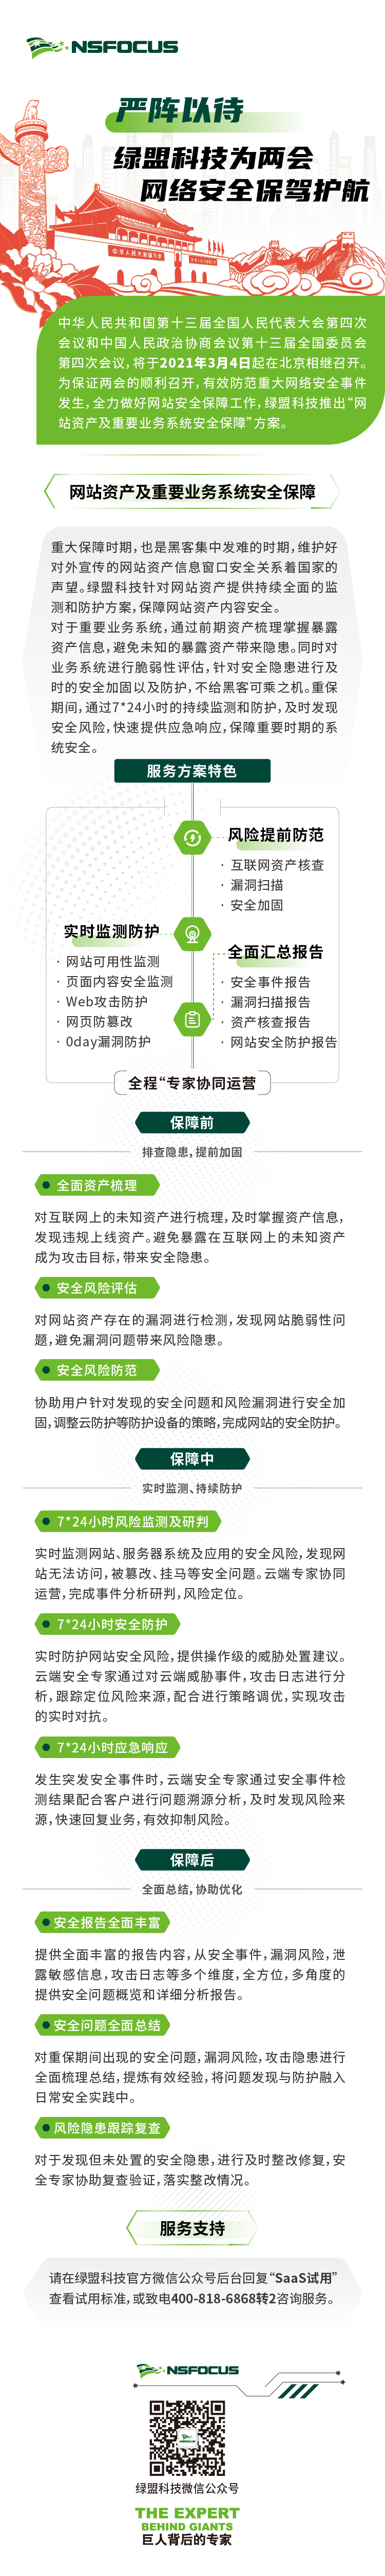 NSFOCUS
严阵以待
绿盟科技为两会
网络安全保驾护航
中华人民共和国万岁
中华人民共和国第十三届全国人民代表大会第四次
会议和中国人民政治协商会议第十三届全国委员会
第四次会议，将于2021年3月4日起在北京相继召开。
为保证两会的顺利召开，有效防范重大网络安全事件
发生，全力做好网站安全保障工作，绿盟科技推出“网
站资产及重要业务系统安全保障”方案。
网站资产及重要业务系统安全保障
重大保障时期，也是黑客集中发难的时期，维护好
对外宣传的网站资产信息窗口安全关系着国家的
声望。绿盟科技针对网站资产提供持续全面的监
测和防护方案，保障网站资产内容安全。
对于重要业务系统，通过前期资产梳理掌握暴露
资产信息，避免未知的暴露资产带来隐患。同时对
业务系统进行脆弱性评估，针对安全隐患进行及
时的安全加固以及防护，不给黑客可乘之机。重保
期间，通过7*24小时的持续监测和防护，及时发现
安全风险，快速提供应急响应，保障重要时期的系
统安全。
服务方案特色
风险提前防范
· 互联网资产核查
· 漏洞扫描
· 安全加固
实时监测防护
· 网站可用性监测
· 页面内容安全监测
· Web攻击防护
· 网页防篡改
· 0day漏洞防护
全面汇总报告
· 安全事件报告
· 漏洞扫描报告
· 资产核查报告
· 网站安全防护报告
全程“专家协同运营
保障前
排查隐患，提前加固
全面资产梳理
对互联网上的未知资产进行梳理，及时掌握资产信息，
发现违规上线资产。避免暴露在互联网上的未知资产
成为攻击目标，带来安全隐患。
安全风险评估
对网站资产存在的漏洞进行检测，发现网站脆弱性问
题，避免漏洞问题带来风险隐患。
安全风险防范
协助用户针对发现的安全问题和风险漏洞进行安全加
固，调整云防护等防护设备的策略，完成网站的安全防护。
保障中
实时监测、持续防护
7*24小时风险监测及研判
实时监测网站、服务器系统及应用的安全风险，发现网
站无法访问，被篡改、挂马等安全问题。云端专家协同
运营，完成事件分析研判，风险定位。
7*24小时安全防护
实时防护网站安全风险，提供操作级的威胁处置建议。
云端安全专家通过对云端威胁事件，攻击日志进行分
析，跟踪定位风险来源，配合进行策略调优，实现攻击
的实时对抗。
7*24小时应急响应
发生突发安全事件时，云端安全专家通过安全事件检
测结果配合客户进行问题溯源分析，及时发现风险来
源，快速回复业务，有效抑制风险。
保障后
全面总结，协助优化
安全报告全面丰富
提供全面丰富的报告内容，从安全事件，漏洞风险，泄
露敏感信息，攻击日志等多个维度，全方位，多角度的
提供安全问题概览和详细分析报告。
安全问题全面总结
对重保期间出现的安全问题，漏洞风险，攻击隐患进行
全面梳理总结，提炼有效经验，将问题发现与防护融入
日常安全实践中。
风险隐患跟踪复查
对于发现但未处置的安全隐患，进行及时整改修复，安
全专家协助复查验证，落实整改情况。
服务支持
请在绿盟科技官方微信公众号后台回复“SaaS试用”
查看试用标准，或致电400-818-6868转2咨询服务。
NSFOCUS
绿盟科技微信公众号
THE EXPERT
BEHIND GIANTS
巨人背后的专家